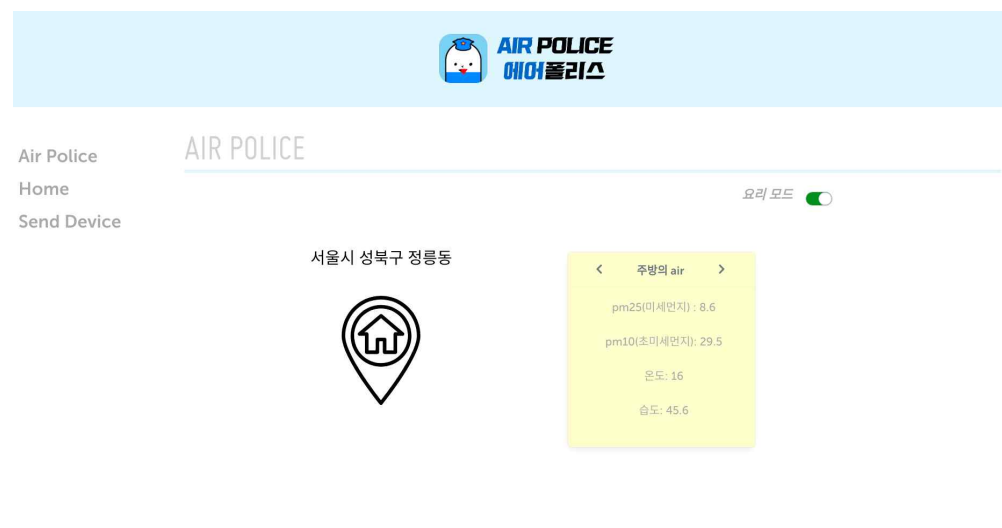 AIR POLICE
에어폴리스
Air Police
Home
Send Device
AIR POLICE
요리 모드
서울시 성북구 정릉동
주방의 air
pm25(미세먼지) : 8.6
pm10(초미세먼지): 29.5
온도: 16
습도: 45.6